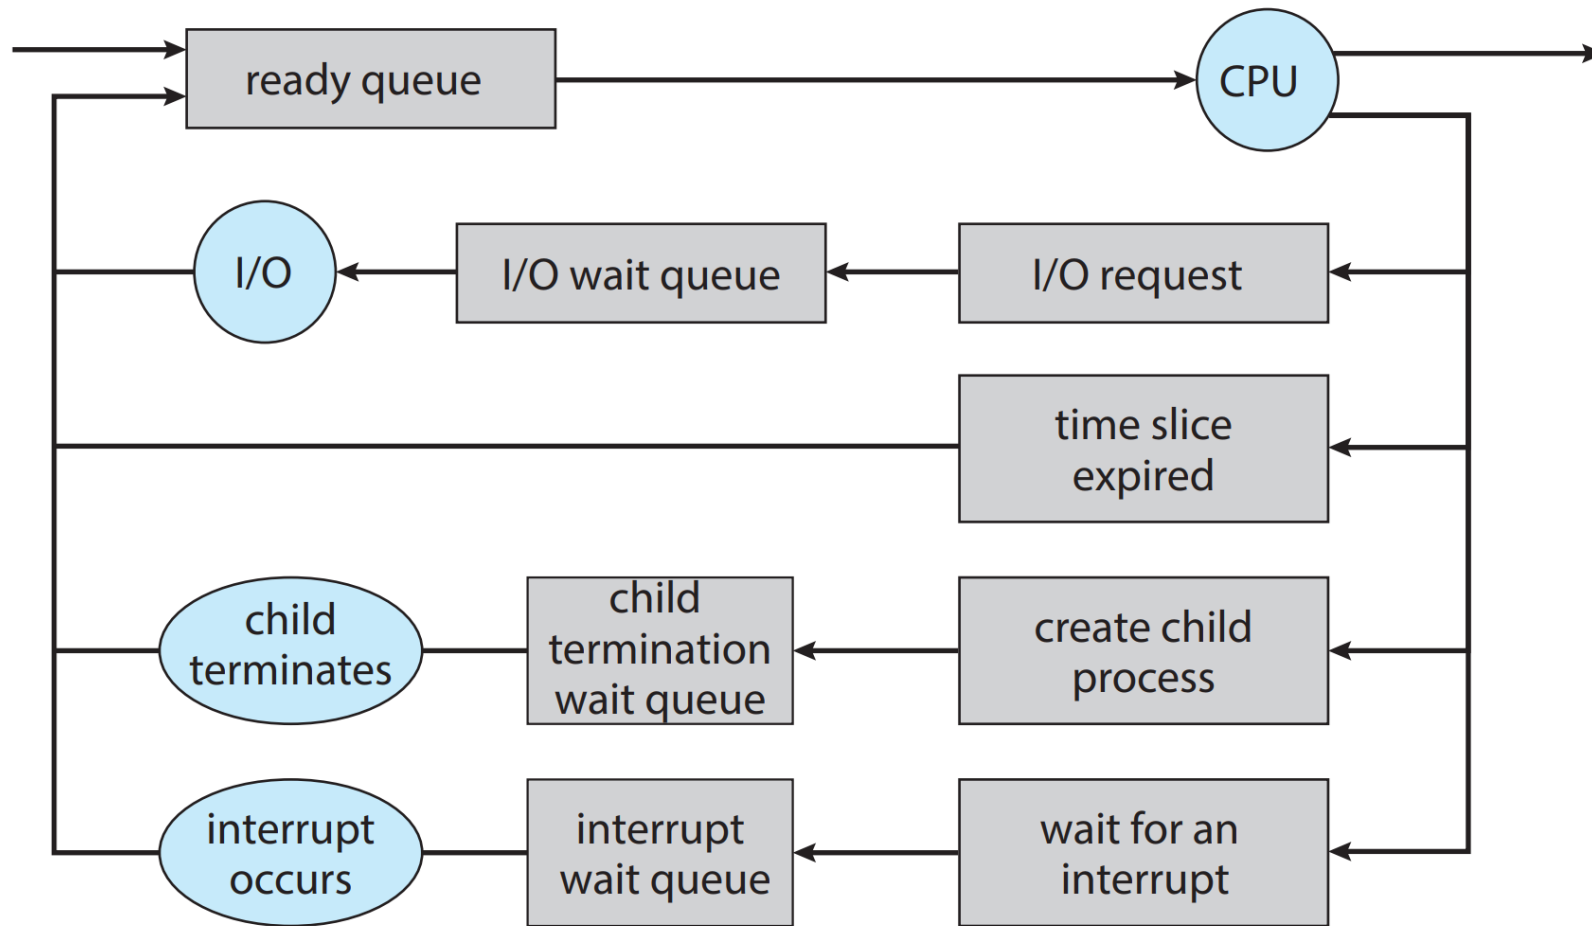 ready queue
CPU
I/O
I/O wait queue
I/O request
time slice
expired
child
terminates
child
termination
wait queue
create child
process
interrupt
occurs
interrupt
wait queue
wait for an
interrupt